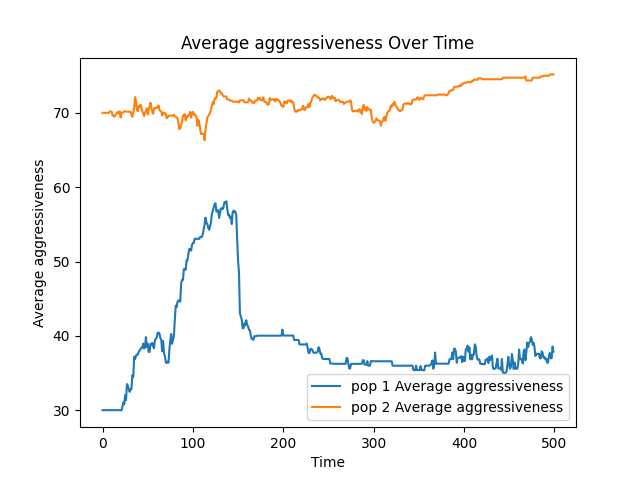 Average aggressiveness Over Time
Average aggressiveness
70
60
50
40
30
pop 1 Average aggressiveness
pop 2 Average aggressiveness
0 100 200 300 400 500
Time